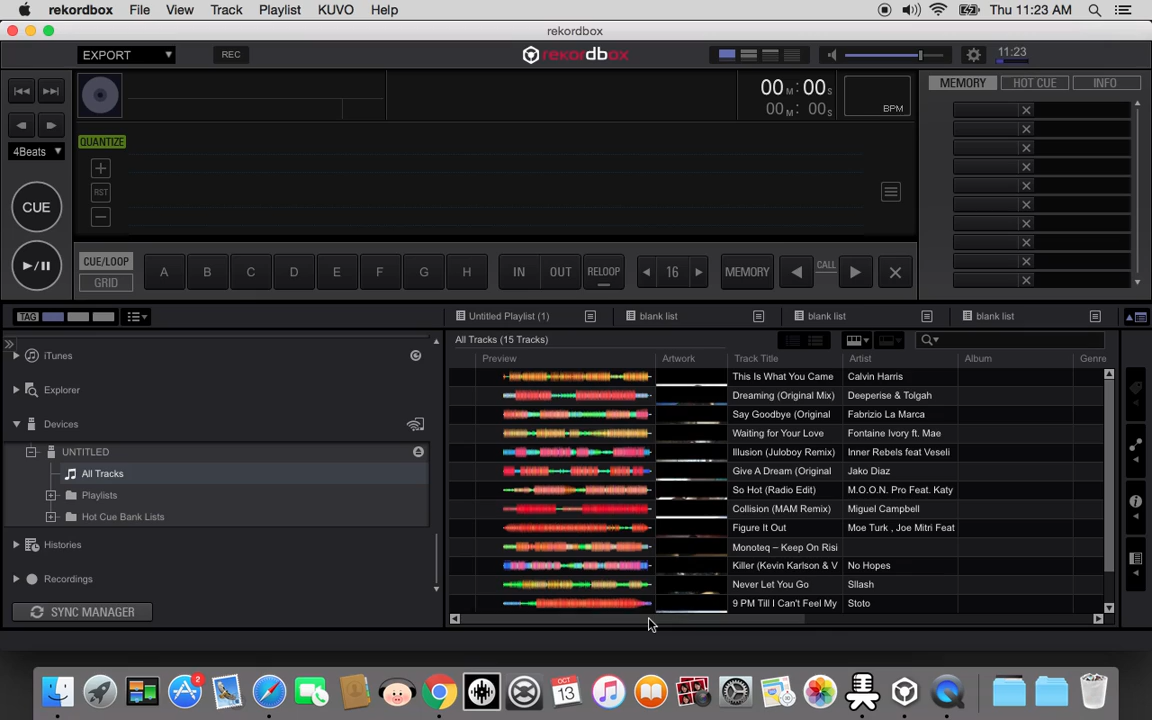 rekordbox File View Track Playlist KUVO Help Thu 11:23 AM
rekordbox
EXPORT REC rekordbox 11:23
00 M: 00 S
00 M: 00 S
BPM
MEMORY HOT CUE INFO
QUANTIZE
4Beats
RST
CUE
CUE/LOOP
GRID
A B C D E F G H IN OUT RELOOP 16 MEMORY CALL
TAG
Untitled Playlist (1) blank list blank list blank list
iTunes
Explorer
Devices
UNTITLED
All Tracks
Playlists
Hot Cue Bank Lists
Histories
Recordings
SYNC MANAGER
All Tracks (15 Tracks)
Preview Artwork Track Title Artist Album Genre
This Is What You Came Calvin Harris
Dreaming (Original Mix) Deeperise & Tolgah
Say Goodbye (Original Fabrizio La Marca
Waiting for Your Love Fontaine Ivory ft. Mae
Illusion (Juloboy Remix) Inner Rebels feat Veseli
Give A Dream (Original Jako Diaz
So Hot (Radio Edit) M.O.O.N. Pro Feat. Katy
Collision (MAM Remix) Miguel Campbell
Figure It Out Moe Turk , Joe Mitri Feat
Monoteq – Keep On Risi
Killer (Kevin Karlson & V No Hopes
Never Let You Go Sllash
9 PM Till I Can't Feel My Stoto
2
OCT
13